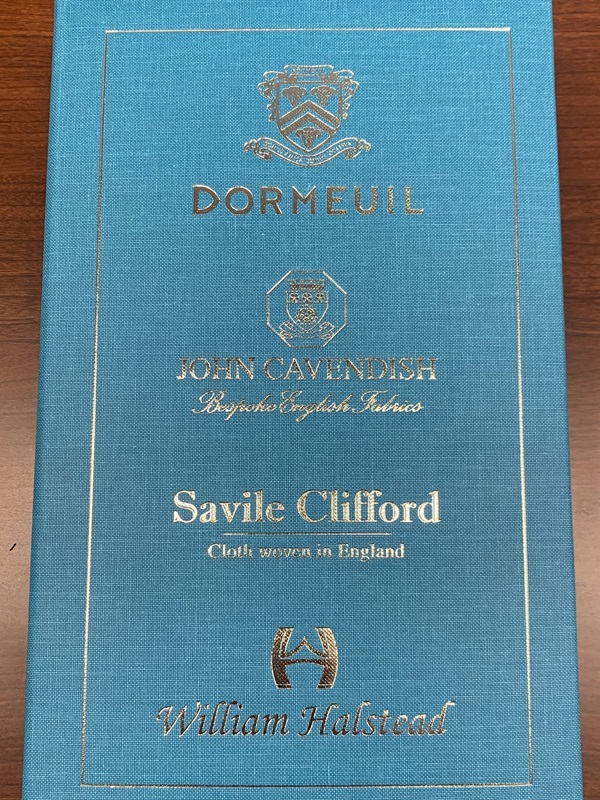 DORMEUIL
JOHN CAVENDISH
Bespoke English Fabrics
Savile Clifford
Cloth woven in England
William Halstead